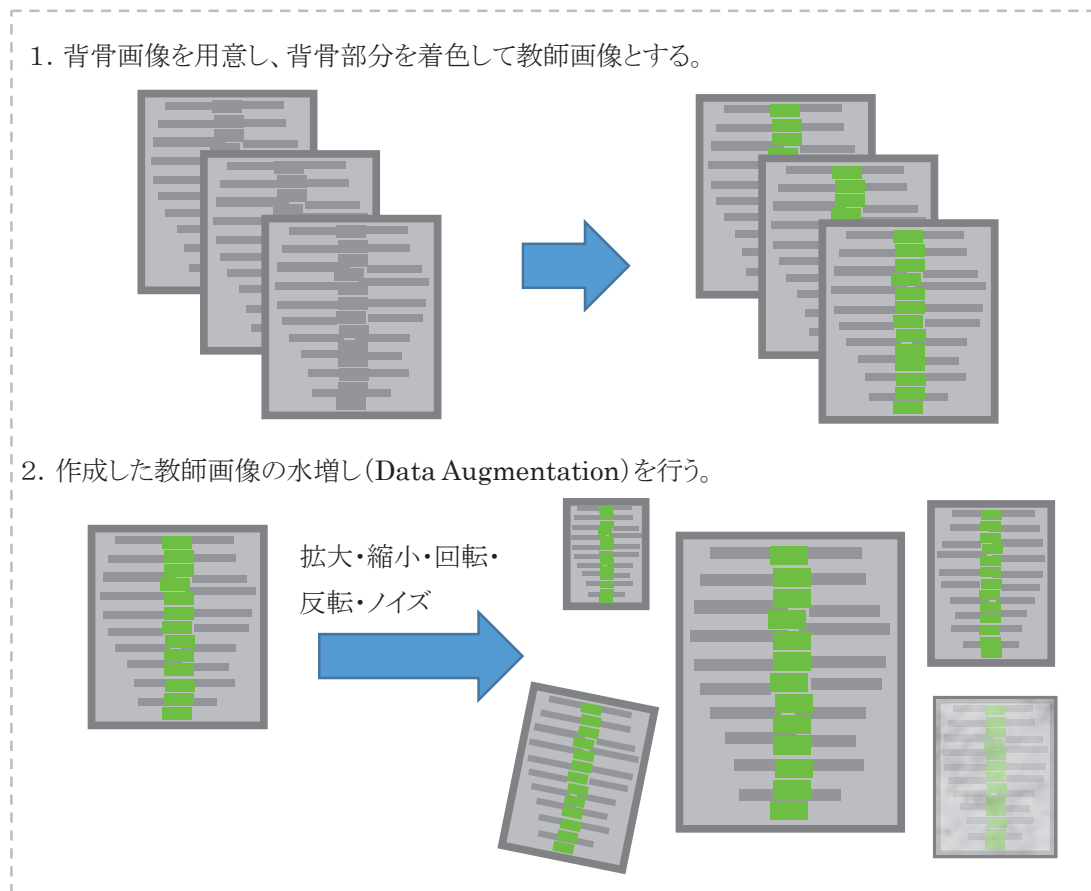 1．背骨画像を用意し、背骨部分を着色して教師画像とする。
2．作成した教師画像の水増し（Data Augmentation）を行う。
拡大・縮小・回転・
反転・ノイズ